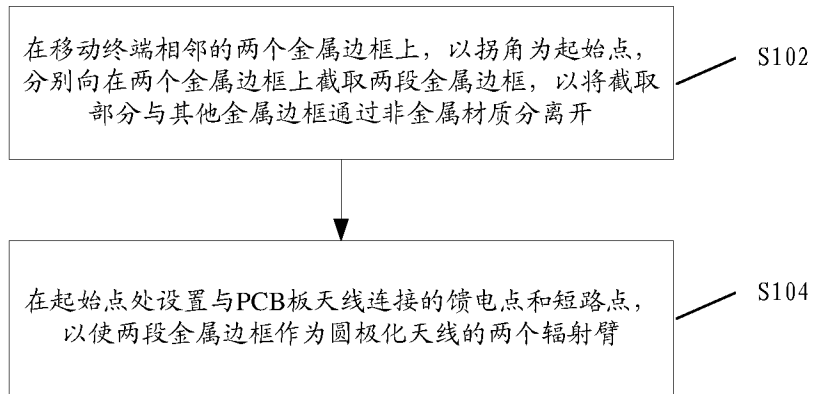 在移动终端相邻的两个金属边框上，以拐角为起始点，
分别向在两个金属边框上截取两段金属边框，以将截取
部分与其他金属边框通过非金属材质分离开
S102
在起始点处设置与PCB板天线连接的馈电点和短路点，
以使两段金属边框作为圆极化天线的两个辐射臂
S104